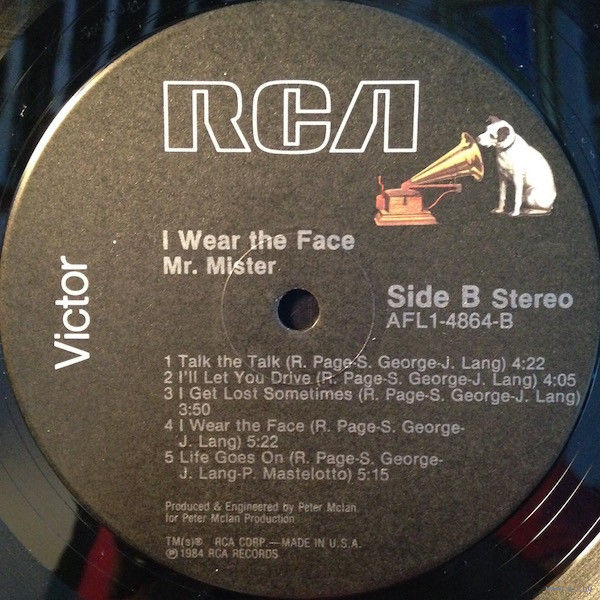 RCA
I Wear the Face
Mr. Mister
Victor
Side B Stereo
AFL1-4864-B
1 Talk the Talk (R. Page-S. George-J. Lang) 4:22
2 I'll Let You Drive (R. Page-S. George-J. Lang) 4:05
3 I Get Lost Sometimes (R. Page-S. George-J. Lang)
3:50
4 I Wear the Face (R. Page-S. George-
J. Lang) 5:22
5 Life Goes On (R. Page-S. George-
J. Lang-P. Mastelotto) 5:15
Produced & Engineered by Peter McIan
for Peter McIan Production
TM(s)® RCA CORP.—MADE IN U.S.A.
℗1984 RCA RECORDS